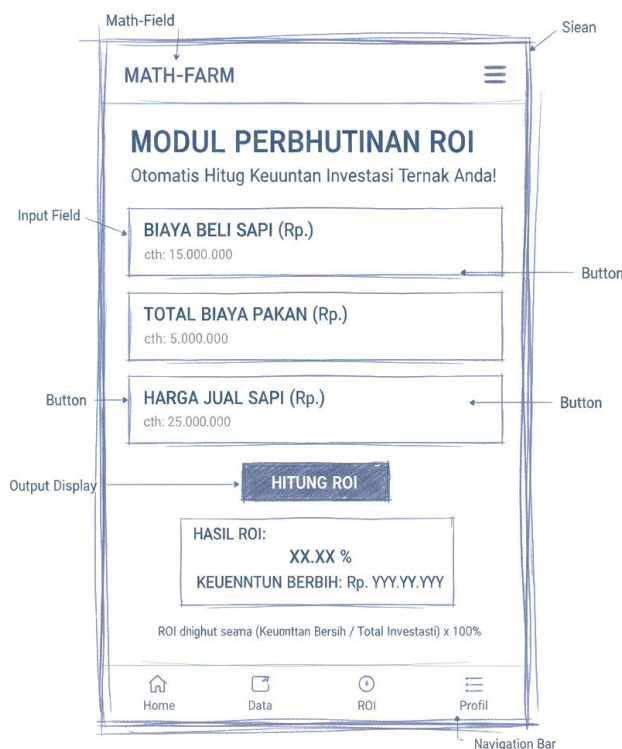 Math-Field
Siean
MATH-FARM
MODUL PERBHUTINAN ROI
Otomatis Hitug Keuuntan Investasi Ternak Anda!
Input Field
BIAYA BELI SAPI (Rp.)
cth: 15.000.000
Button
TOTAL BIAYA PAKAN (Rp.)
cth: 5.000.000
Button
HARGA JUAL SAPI (Rp.)
cth: 25.000.000
Button
Output Display
HITUNG ROI
HASIL ROI:
XX.XX %
KEUENNTUN BERBIH: Rp. YYY.YY.YYY
ROI dnighut seama (Keuונttan Bersih / Total Investasti) x 100%
Home
Data
ROI
Profil
Navigation Bar